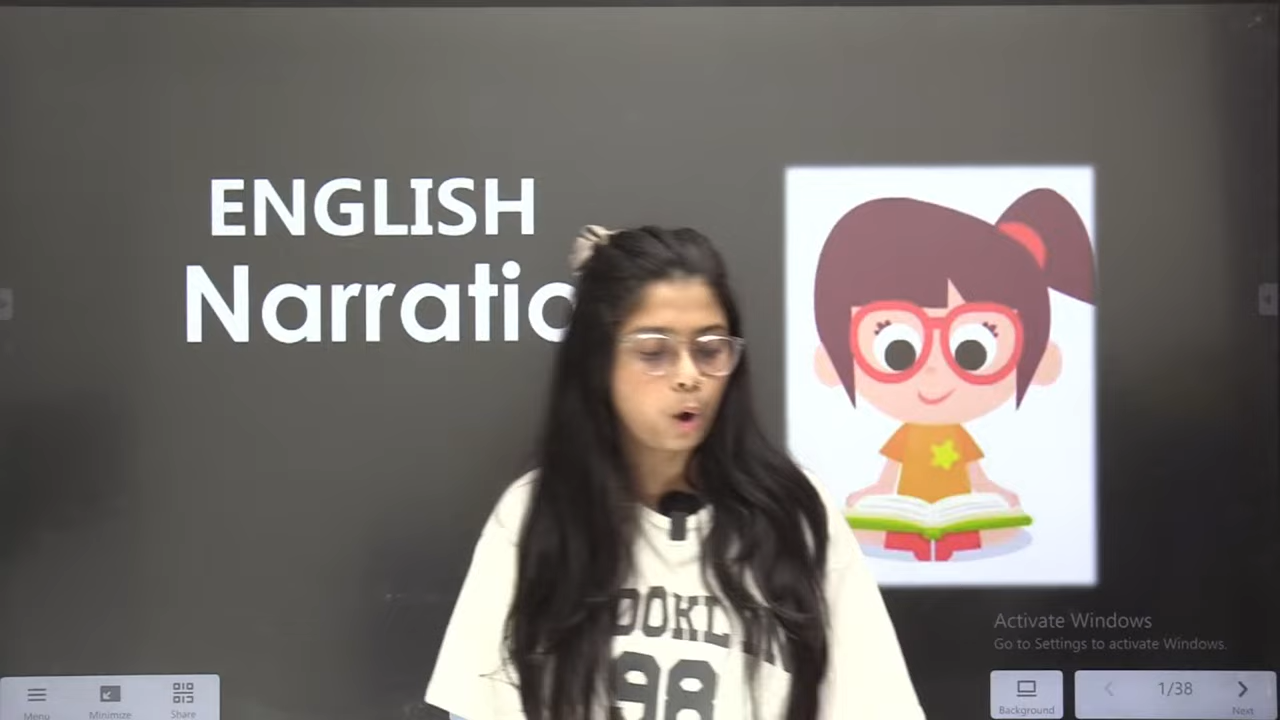 ENGLISH
Narratio
98
Activate Windows
Go to Settings to activate Windows.
Menu
Minimize
Share
Background
1/38
Next